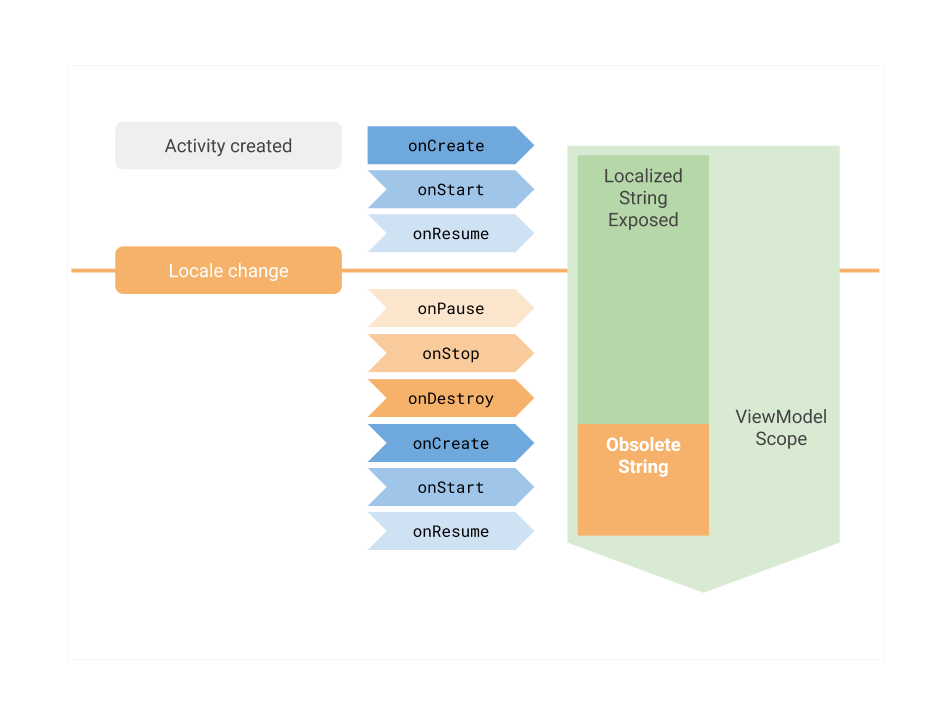 Activity created
onCreate
onStart
onResume
Locale change
onPause
onStop
onDestroy
onCreate
onStart
onResume
Localized
String
Exposed
Obsolete
String
ViewModel
Scope